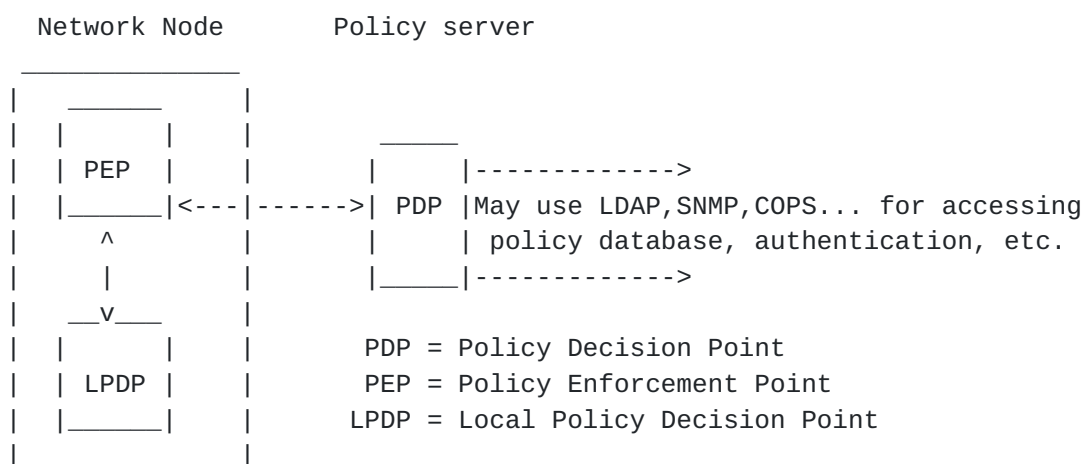 Network Node Policy server
PEP
PDP May use LDAP,SNMP,COPS... for accessing
policy database, authentication, etc.
PDP = Policy Decision Point
LPDP PEP = Policy Enforcement Point
LPDP = Local Policy Decision Point